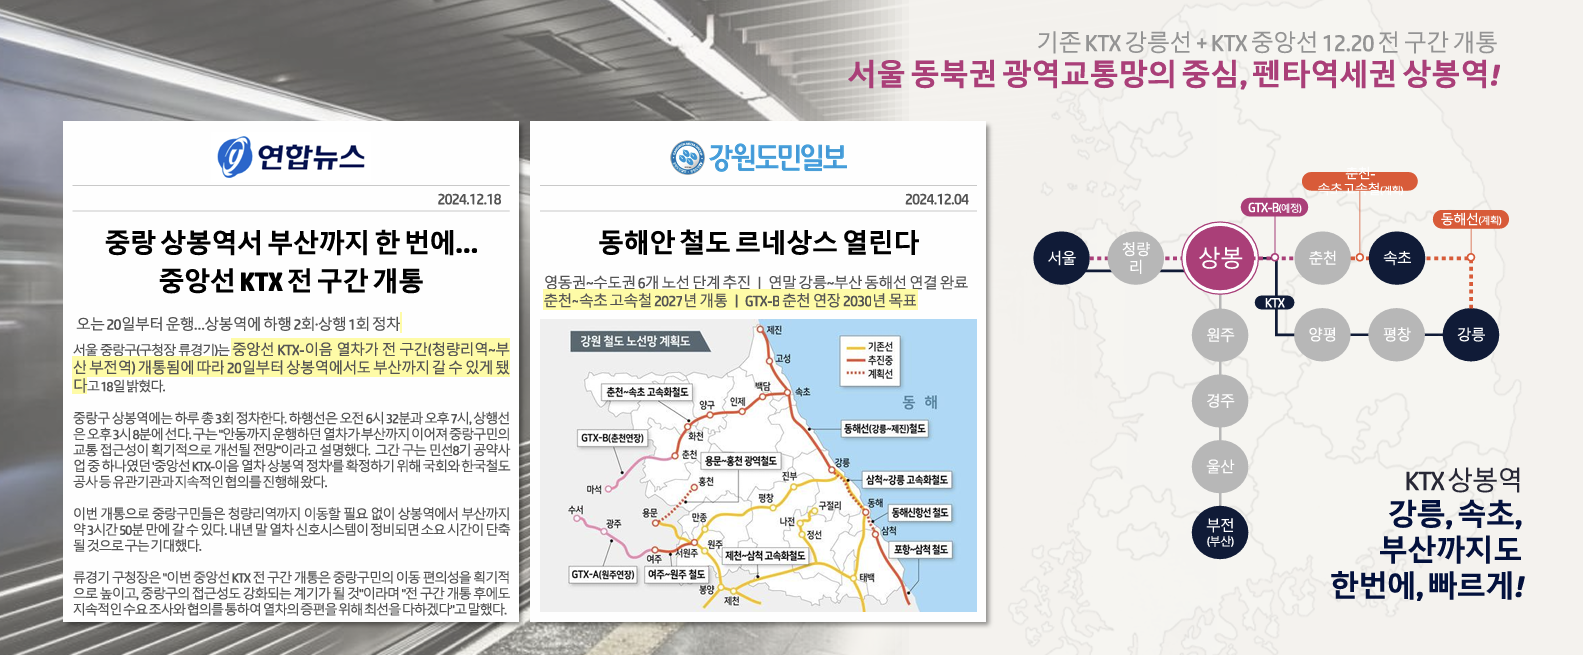 기존 KTX 강릉선 + KTX 중앙선 12.20 전 구간 개통
서울 동북권 광역교통망의 중심, 펜타역세권 상봉역!
연합뉴스
2024.12.18
중랑 상봉역서 부산까지 한 번에...
중앙선 KTX 전 구간 개통
오는 20일부터 운행...상봉역에 하행 2회·상행 1회 정차
서울 중랑구(구청장 류경기)는 중앙선 KTX-이음 열차가 전 구간(청량리역~부
산 부전역) 개통됨에 따라 20일부터 상봉역에서도 부산까지 갈 수 있게 됐
다고 18일 밝혔다.
중랑구 상봉역에는 하루 총 3회 정차한다. 하행선은 오전 6시 32분과 오후 7시, 상행선
은 오후 3시 8분에 선다. 구는 "안동까지 운행하던 열차가 부산까지 이어져 중랑구민의
교통 접근성이 획기적으로 개선될 전망"이라고 설명했다. 그간 구는 민선8기 공약사
업 중 하나였던 '중앙선 KTX-이음 열차 상봉역 정차'를 확정하기 위해 국회와 한국철도
공사 등 유관기관과 지속적인 협의를 진행해 왔다.
이번 개통으로 중랑구민들은 청량리역까지 이동할 필요 없이 상봉역에서 부산까지
약 3시간 50분 만에 갈 수 있다. 내년 말 열차 신호시스템이 정비되면 소요 시간이 단축
될 것으로 구는 기대했다.
류경기 구청장은 "이번 중앙선 KTX 전 구간 개통은 중랑구민의 이동 편의성을 획기적
으로 높이고, 중랑구의 접근성도 강화되는 계기가 될 것"이라며 "전 구간 개통 후에도
지속적인 수요 조사와 협의를 통하여 열차의 증편을 위해 최선을 다하겠다"고 말했다.
강원도민일보
2024.12.04
동해안 철도 르네상스 열린다
영동권~수도권 6개 노선 단계 추진 ㅣ 연말 강릉~부산 동해선 연결 완료
춘천~속초 고속철 2027년 개통 ㅣ GTX-B 춘천 연장 2030년 목표
강원 철도 노선망 계획도
제진
고성
기존선
추진중
계획선
춘천~속초 고속화철도
백담
속초
양구
인제
동 해
동해선(강릉~제진)철도
GTX-B(춘천연장)
화천
춘천
용문~홍천 광역철도
강릉
마석
홍천
진부
삼척~강릉 고속화철도
평창
수서
광주
용문
만종
나전
구절리
동해
동해신항선 철도
정선
삼척
여주
서원주
원주
제천~삼척 고속화철도
포항~삼척 철도
GTX-A(원주연장)
여주~원주 철도
봉양
제천
태백
춘천-
속초고속철(계획)
GTX-B(예정)
동해선(계획)
서울
청량
리
상봉
춘천
속초
KTX
원주
양평
평창
강릉
경주
울산
부전
(부산)
KTX 상봉역
강릉, 속초,
부산까지도
한번에, 빠르게!